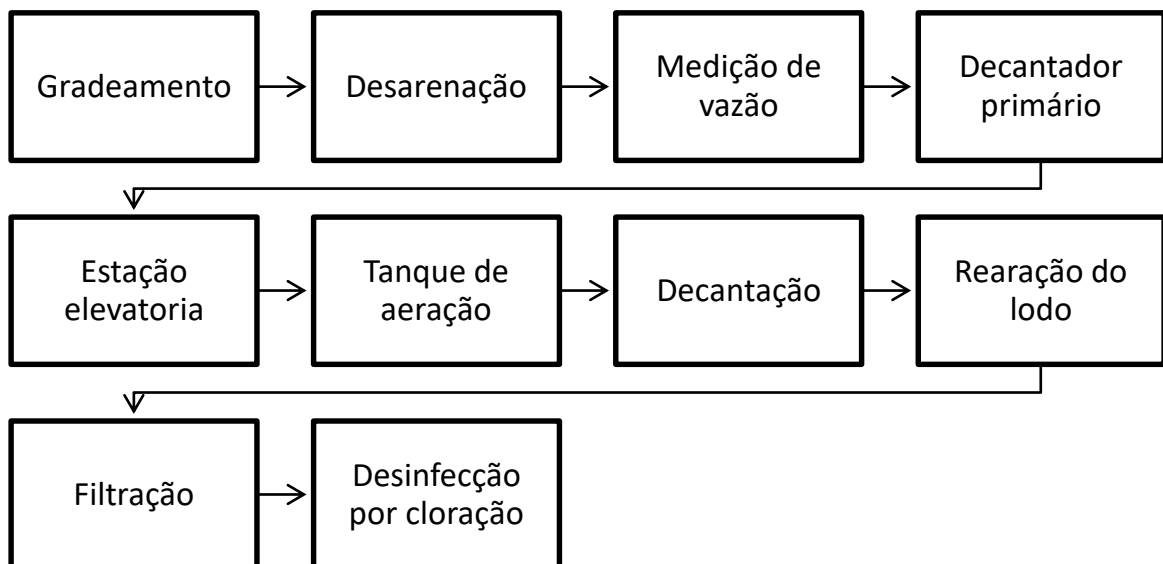 Gradeamento
Desarenação
Medição de
vazão
Decantador
primário
Estação
elevatoria
Tanque de
aeração
Decantação
Rearação do
lodo
Filtração
Desinfecção
por cloração